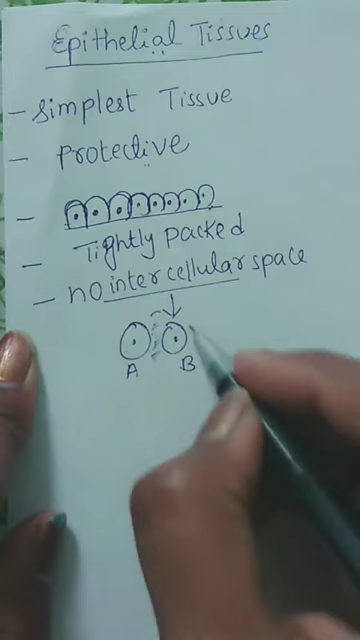 Epithelial Tissues
- Simplest Tissue
- Protective
-
- Tightly packed
- no intercellular space
A B